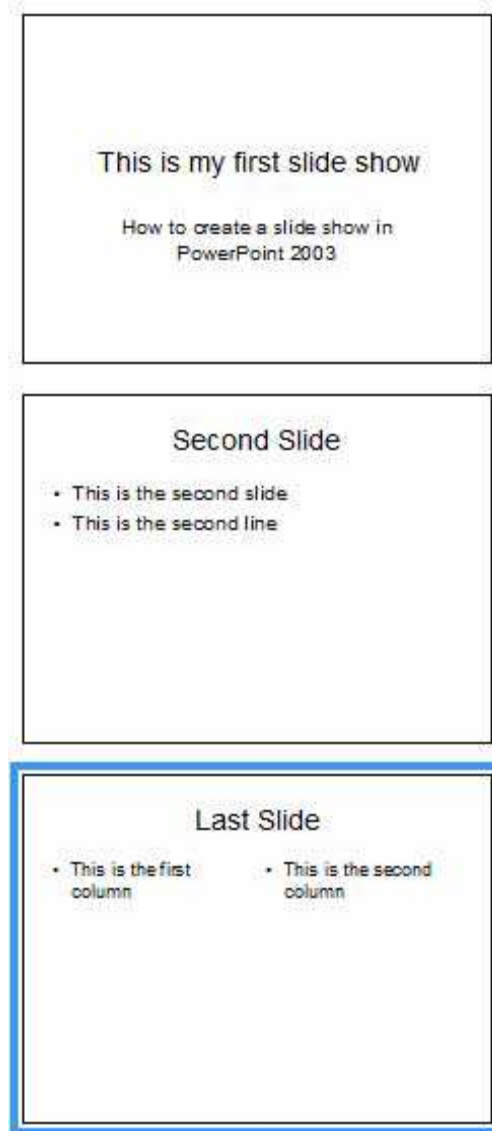 This is my first slide show
How to create a slide show in
PowerPoint 2003
Second Slide
• This is the second slide
• This is the second line
Last Slide
• This is the first
column
• This is the second
column